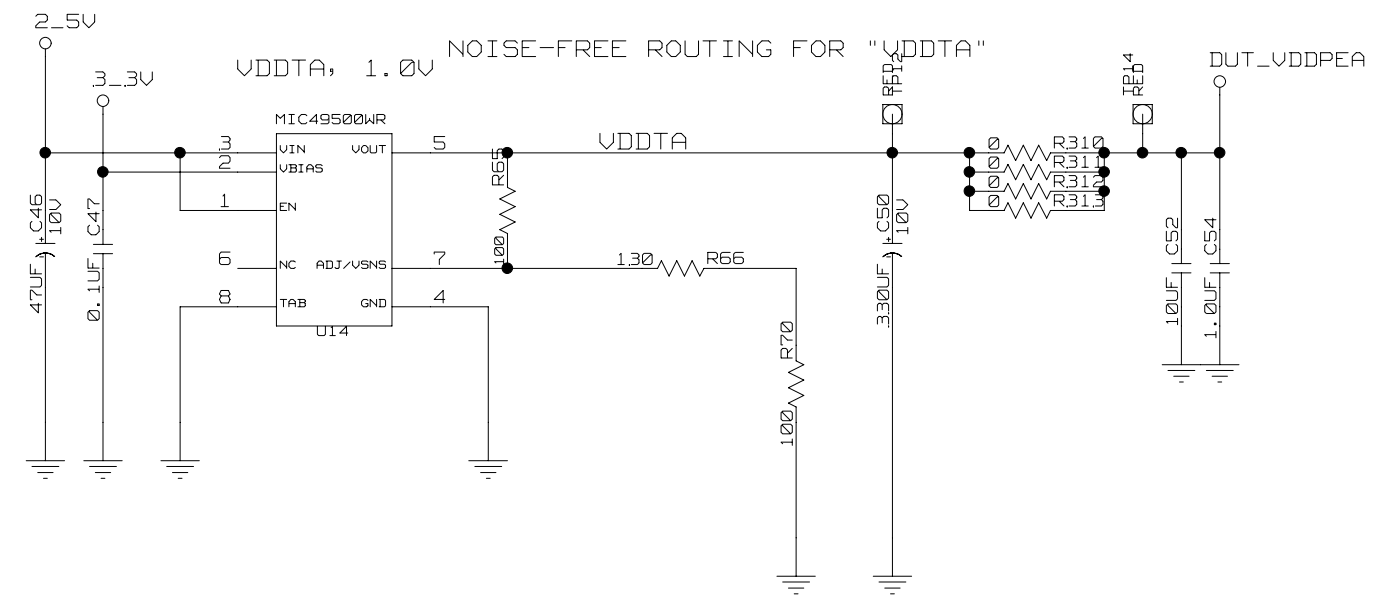 2_5V
3_3V
VDDTA, 1.0V
NOISE-FREE ROUTING FOR "VDDTA"
RED
TP12
TP14
RED
DUT_VDDPEA
MIC49500WR
3
VIN
VOUT
5
2
VBIAS
1
EN
6
NC
ADJ/VSNS
7
8
TAB
GND
4
U14
C46
10V
47UF
+
C47
0.1UF
R65
100
VDDTA
130
R66
R70
100
C50
10V
330UF
+
0
R310
0
R311
0
R312
0
R313
C52
10UF
C54
1.0UF